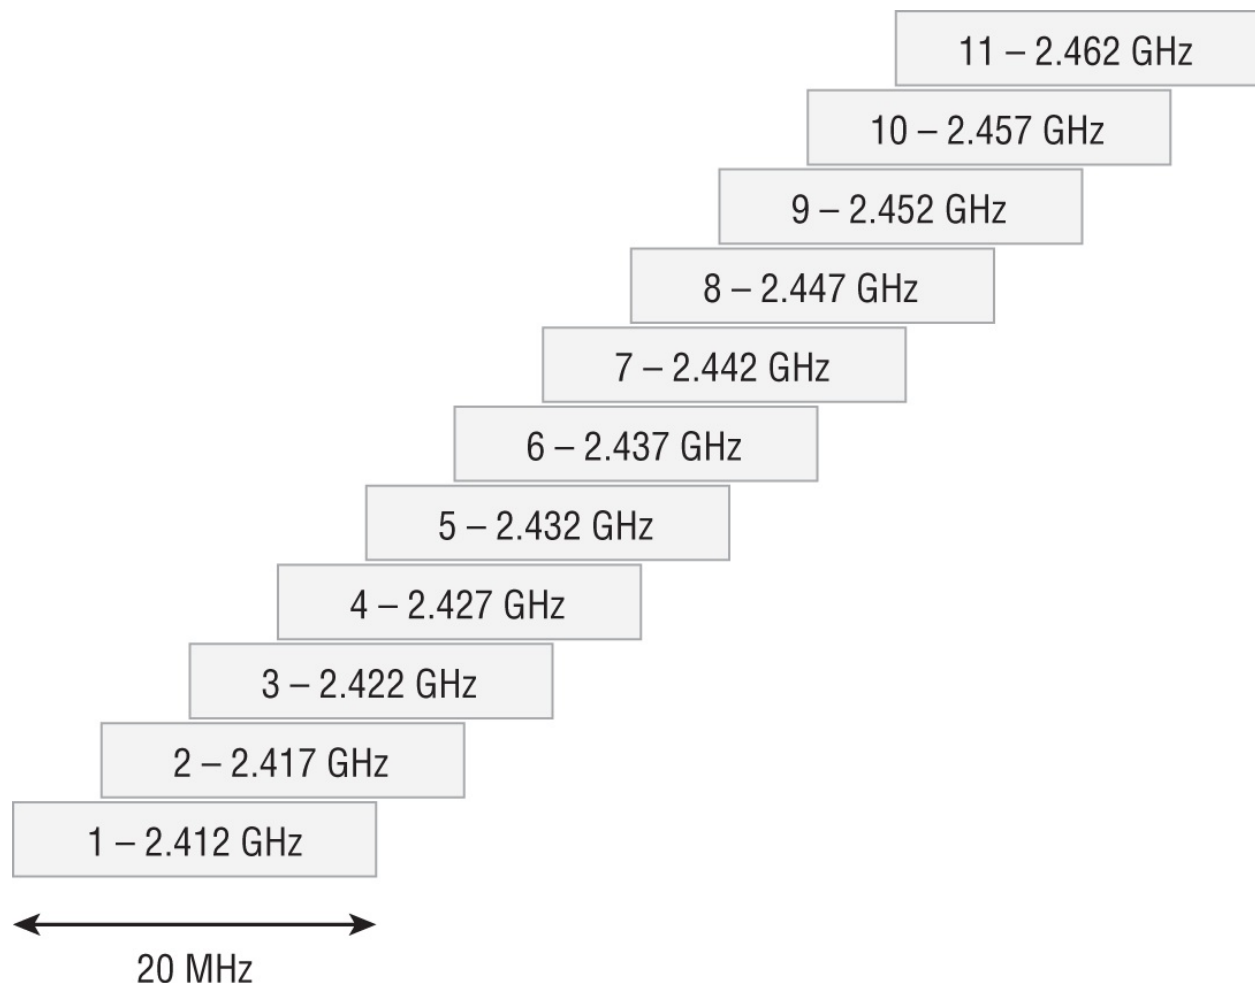 11 – 2.462 GHz
10 – 2.457 GHz
9 – 2.452 GHz
8 – 2.447 GHz
7 – 2.442 GHz
6 – 2.437 GHz
5 – 2.432 GHz
4 – 2.427 GHz
3 – 2.422 GHz
2 – 2.417 GHz
1 – 2.412 GHz
20 MHz